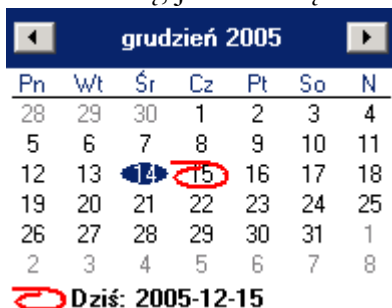 grudzień 2005
Pn Wt Śr Cz Pt So N
28 29 30 1 2 3 4
5 6 7 8 9 10 11
12 13 14 15 16 17 18
19 20 21 22 23 24 25
26 27 28 29 30 31 1
2 3 4 5 6 7 8
Dziś: 2005-12-15